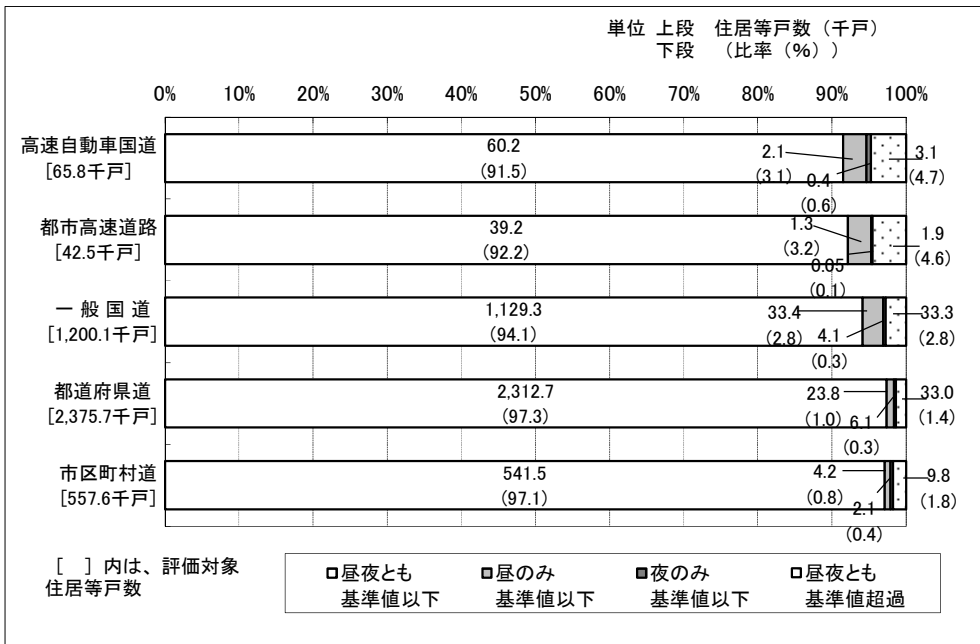 単位 上段 住居等戸数（千戸）
下段 （比率（%））
0% 10% 20% 30% 40% 50% 60% 70% 80% 90% 100%
高速自動車国道
[65.8千戸]
60.2
(91.5)
2.1
(3.1)
0.4
(0.6)
3.1
(4.7)
都市高速道路
[42.5千戸]
39.2
(92.2)
1.3
(3.2)
0.05
(0.1)
1.9
(4.6)
一般国道
[1,200.1千戸]
1,129.3
(94.1)
33.4
(2.8)
4.1
(0.3)
33.3
(2.8)
都道府県道
[2,375.7千戸]
2,312.7
(97.3)
23.8
(1.0)
6.1
(0.3)
33.0
(1.4)
市区町村道
[557.6千戸]
541.5
(97.1)
4.2
(0.8)
2.1
(0.4)
9.8
(1.8)
[ ]内は、評価対象
住居等戸数
昼夜とも
基準値以下
昼のみ
基準値以下
夜のみ
基準値以下
昼夜とも
基準値超過